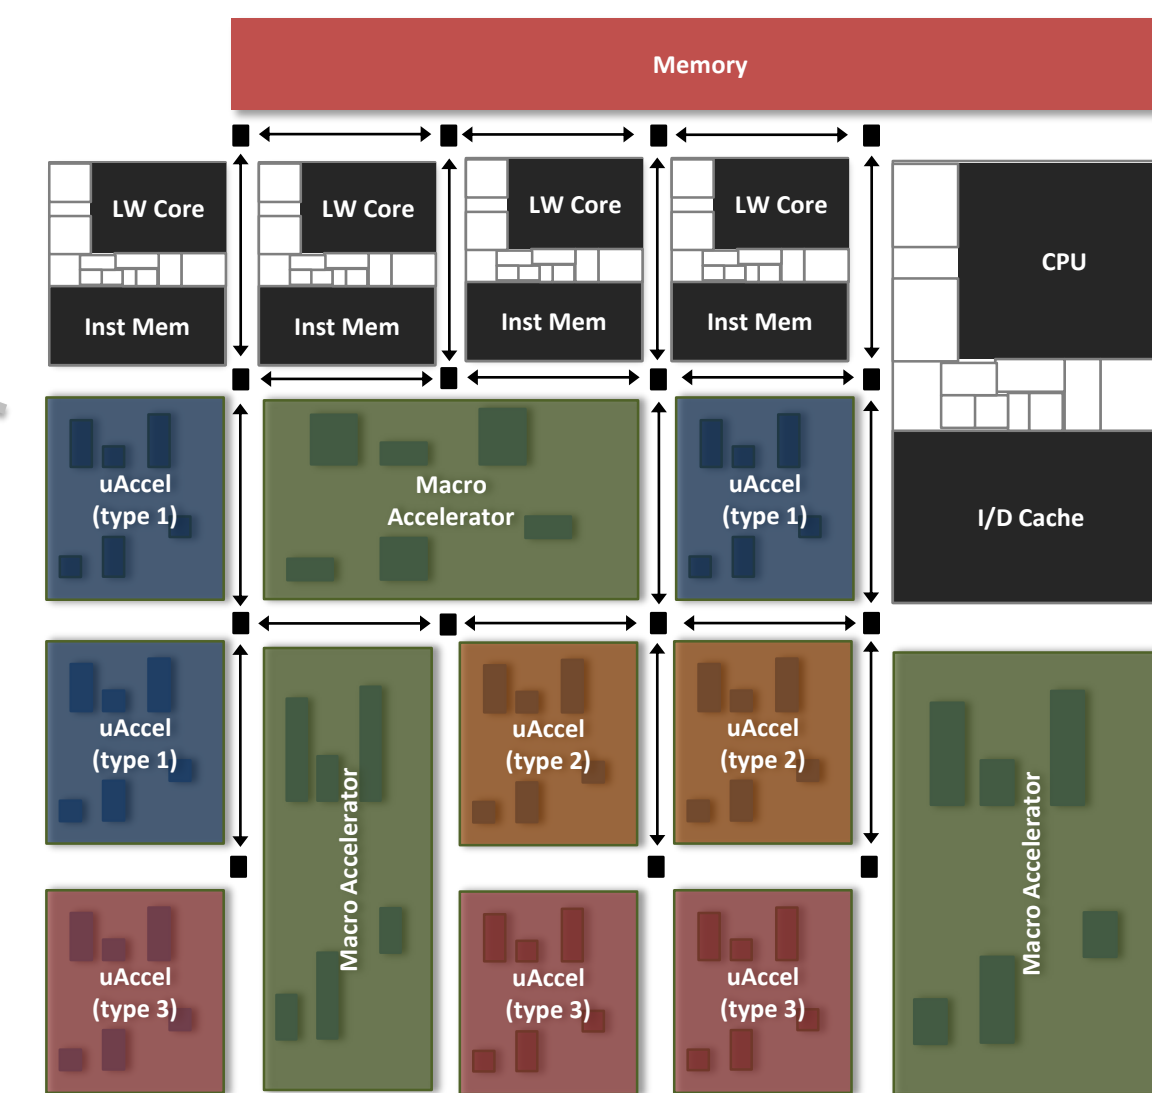 Memory
LW Core
LW Core
LW Core
LW Core
CPU
Inst Mem
Inst Mem
Inst Mem
Inst Mem
uAccel
(type 1)
Macro
Accelerator
uAccel
(type 1)
I/D Cache
uAccel
(type 1)
Macro Accelerator
uAccel
(type 2)
uAccel
(type 2)
Macro Accelerator
uAccel
(type 3)
uAccel
(type 3)
uAccel
(type 3)